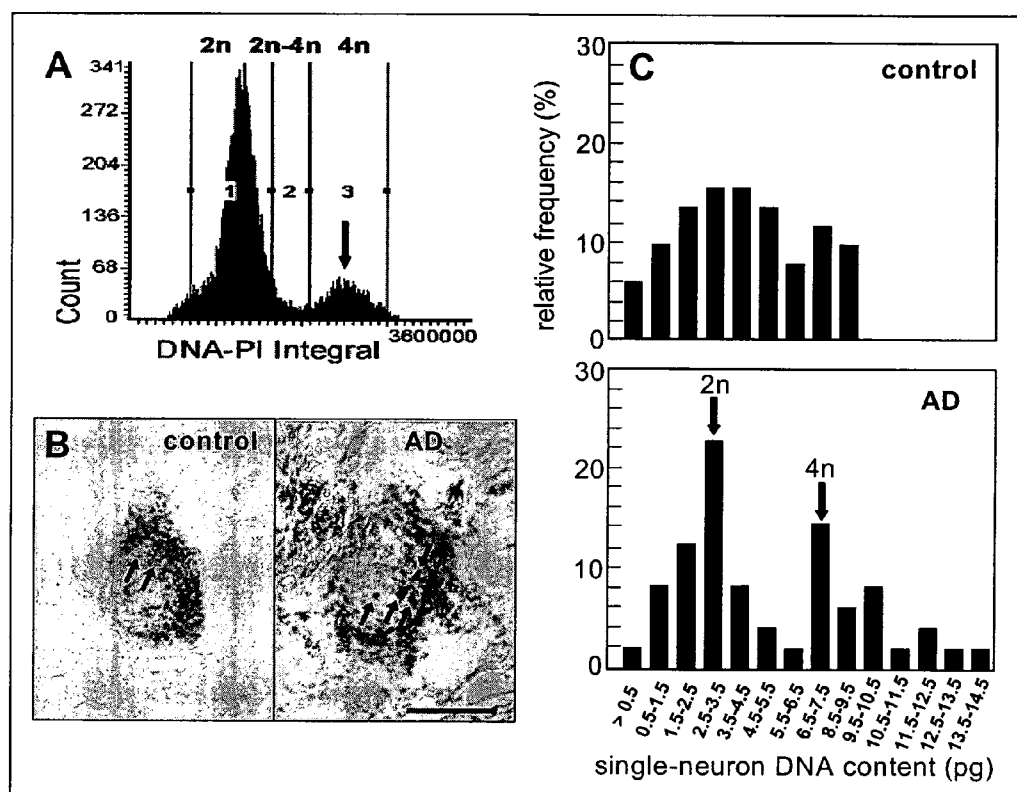 A
2n 2n-4n 4n
341
272
204
136
68
0
Count
1 2 3
3600000
DNA-PI Integral
B
control
AD
C
control
30
20
10
0
relative frequency (%)
AD
30
20
10
0
2n
4n
> 0.5
0.5-1.5
1.5-2.5
2.5-3.5
3.5-4.5
4.5-5.5
5.5-6.5
6.5-7.5
8.5-9.5
9.5-10.5
10.5-11.5
11.5-12.5
12.5-13.5
13.5-14.5
single-neuron DNA content (pg)